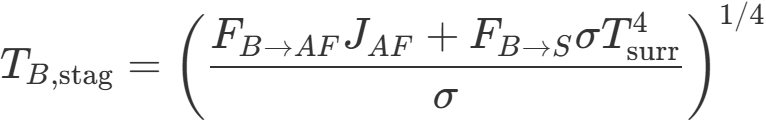 T_{B,\text{stag}} = \left( \frac{F_{B \to AF} J_{AF} + F_{B \to S} \sigma T_{\text{surr}}^4}{\sigma} \right)^{1/4}